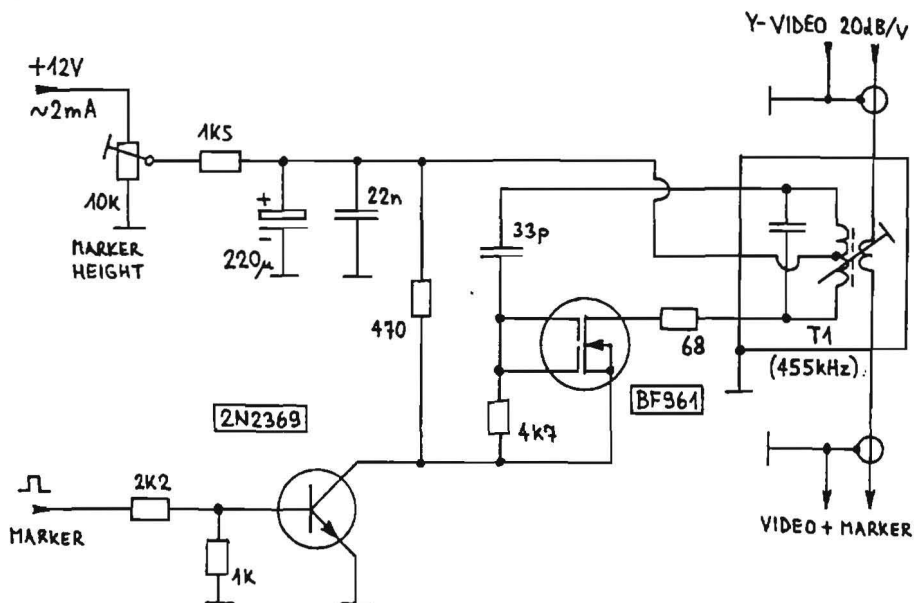 Y-VIDEO 20dB/V
+12V
~2mA
1K5
10K
MARKER
HEIGHT
+
-
220µ
22n
33p
470
68
T1
(455kHz)
BF961
2N2369
4K7
2K2
MARKER
1K
VIDEO + MARKER